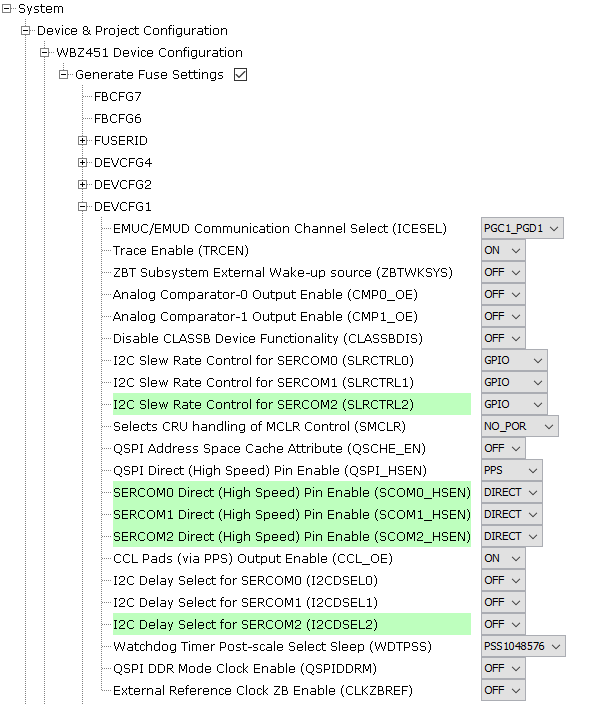 System
Device & Project Configuration
WBZ451 Device Configuration
Generate Fuse Settings
FBCFG7
FBCFG6
FUSERID
DEVCFG4
DEVCFG2
DEVCFG1
EMUC/EMUD Communication Channel Select (ICESEL) PGC1_PGD1
Trace Enable (TRCEN) ON
ZBT Subsystem External Wake-up source (ZBTWKSYS) OFF
Analog Comparator-0 Output Enable (CMP0_OE) OFF
Analog Comparator-1 Output Enable (CMP1_OE) OFF
Disable CLASSB Device Functionality (CLASSBDIS) OFF
I2C Slew Rate Control for SERCOM0 (SLRCTRL0) GPIO
I2C Slew Rate Control for SERCOM1 (SLRCTRL1) GPIO
I2C Slew Rate Control for SERCOM2 (SLRCTRL2) GPIO
Selects CRU handling of MCLR Control (SMCLR) NO_POR
QSPI Address Space Cache Attribute (QSCHE_EN) OFF
QSPI Direct (High Speed) Pin Enable (QSPI_HSEN) PPS
SERCOM0 Direct (High Speed) Pin Enable (SCOM0_HSEN) DIRECT
SERCOM1 Direct (High Speed) Pin Enable (SCOM1_HSEN) DIRECT
SERCOM2 Direct (High Speed) Pin Enable (SCOM2_HSEN) DIRECT
CCL Pads (via PPS) Output Enable (CCL_OE) ON
I2C Delay Select for SERCOM0 (I2CDSEL0) OFF
I2C Delay Select for SERCOM1 (I2CDSEL1) OFF
I2C Delay Select for SERCOM2 (I2CDSEL2) OFF
Watchdog Timer Post-scale Select Sleep (WDTPSS) PSS1048576
QSPI DDR Mode Clock Enable (QSPIDDRM) OFF
External Reference Clock ZB Enable (CLKZBREF) OFF